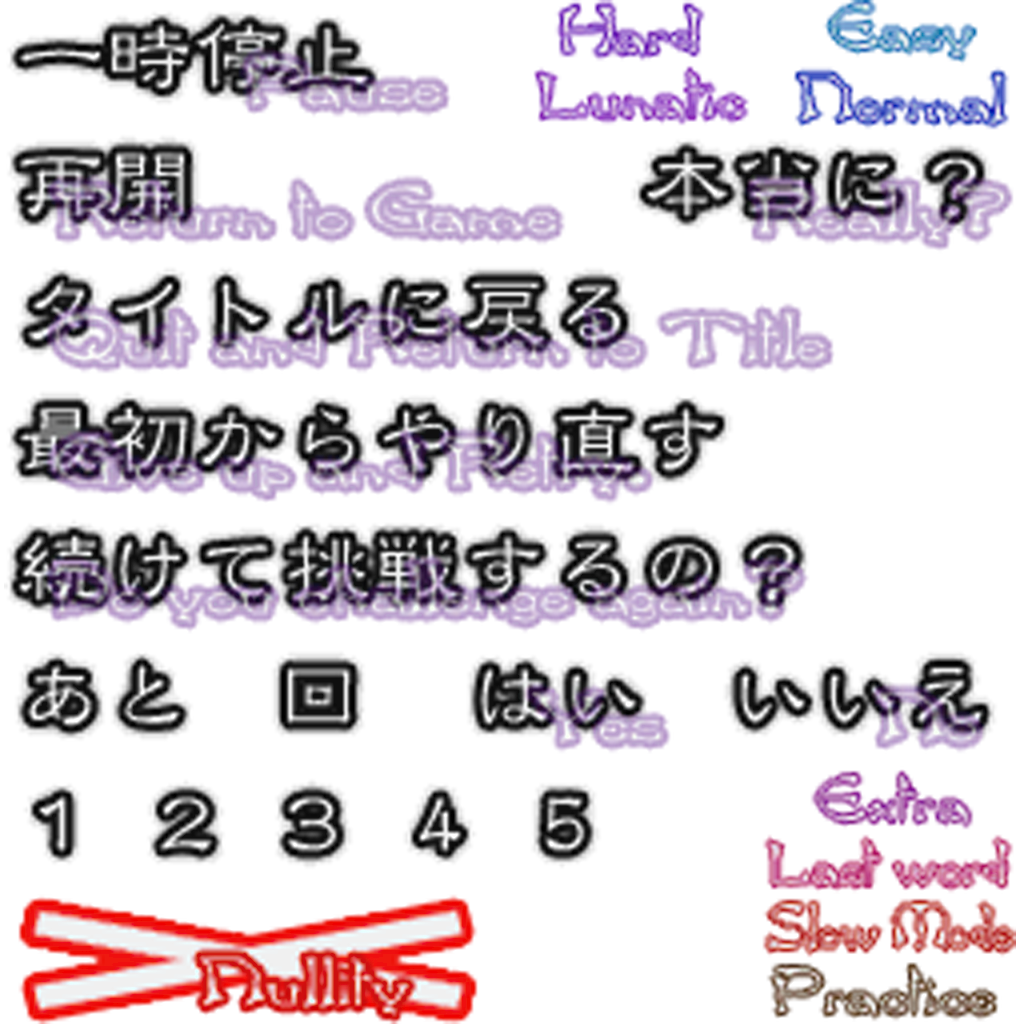 一時停止
Pause
Hard
Lunatic
Easy
Normal
再開
Return to Game
本当に？
Really?
タイトルに戻る
Quit and Return to Title
最初からやり直す
Give up and Retry.
続けて挑戦するの？
Do you challenge again?
あと 回
はい
Yes
いいえ
No
1 2 3 4 5
Extra
Last word
Slow Mode
Practice
Nullity